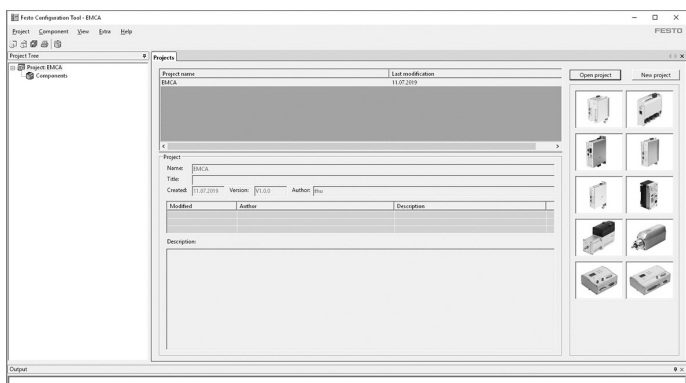 Festo Configuration Tool - EMCA
Project Component View Extra Help
FESTO
Project Tree
Projects
Project: EMCA
Components
Project name Last modification
EMCA 11.07.2019
Open project New project
Project
Name: EMCA
Title:
Created: 11.07.2019 Version: V1.0.0 Author: thu
Modified Author Description
Description:
Output